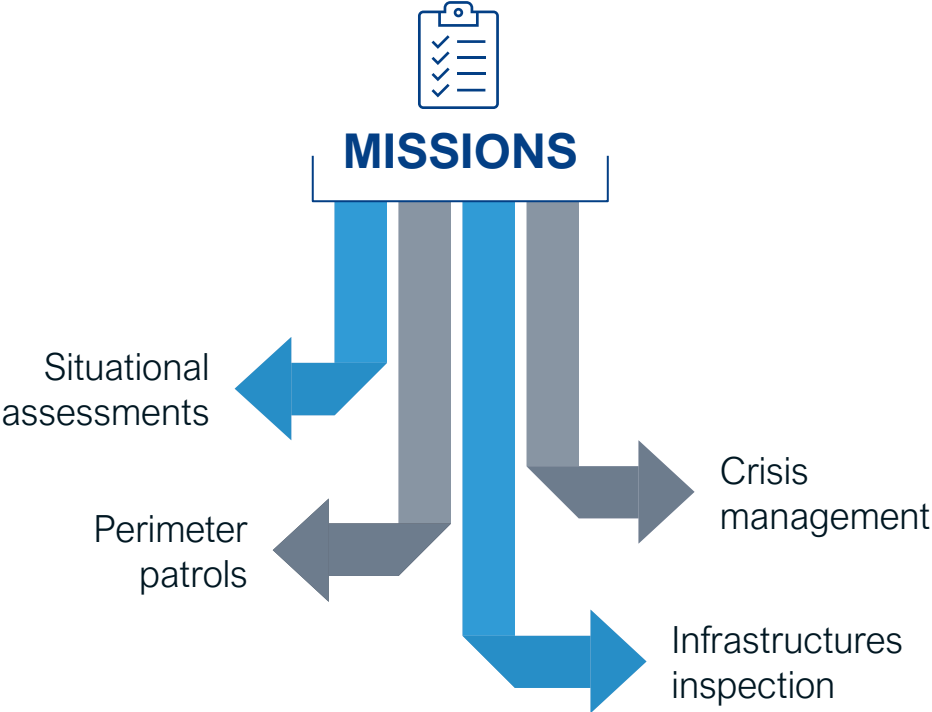 MISSIONS
Situational
assessments
Perimeter
patrols
Crisis
management
Infrastructures
inspection